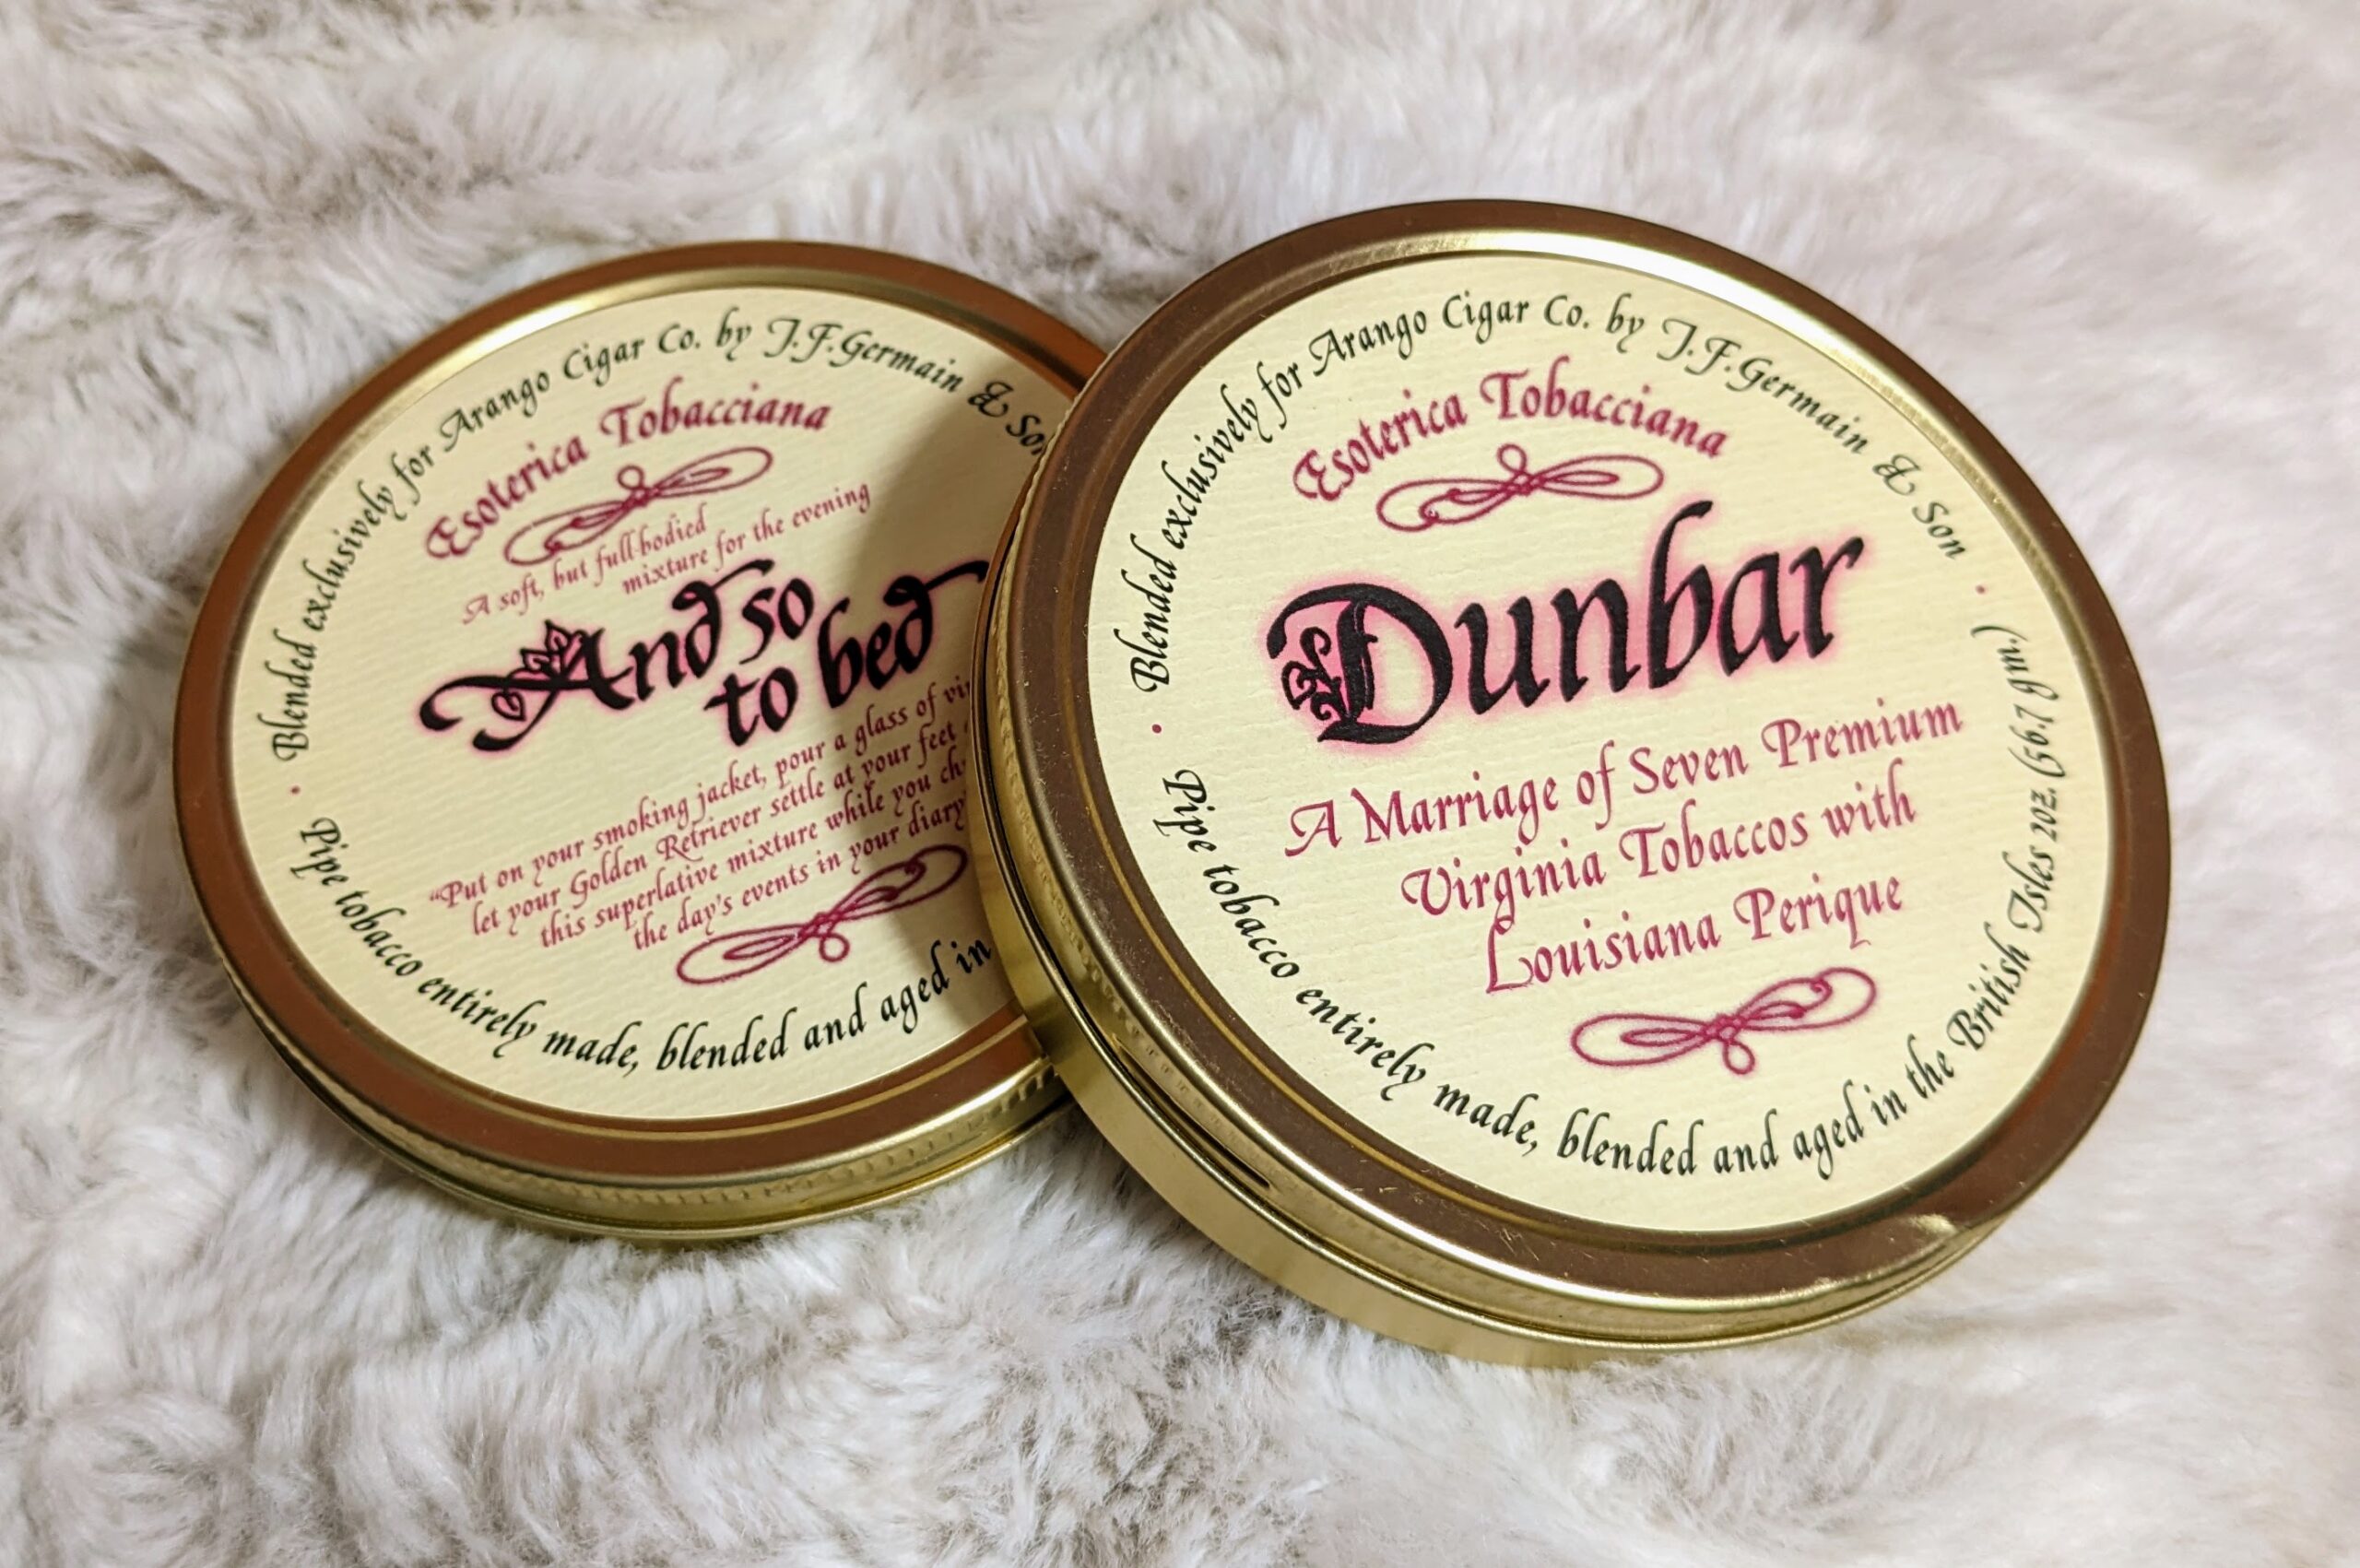 Blended exclusively for Arango Cigar Co. by J.F.Germain & Son
Esoterica Tobacciana
A soft, but full-bodied
mixture for the evening
And so
to bed
"Put on your smoking jacket, pour a glass of
let your Golden Retriever settle at your feet
this superlative mixture while you
the day's events in your diary
Pipe tobacco entirely made, blended and aged in
Blended exclusively for Arango Cigar Co. by J.F.Germain & Son
Esoterica Tobacciana
Dunbar
A Marriage of Seven Premium
Virginia Tobaccos with
Louisiana Perique
Pipe tobacco entirely made, blended and aged in the British Isles 2oz. (56.7 gm.)